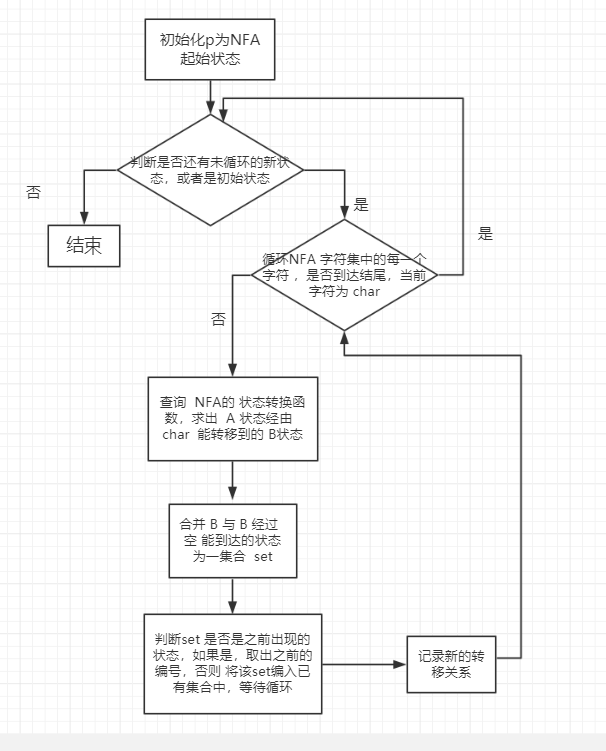 初始化p为NFA
起始状态
判断是否还有未循环的新状
态，或者是初始状态
否
是
结束
循环NFA 字符集中的每一个
字符 ，是否到达结尾，当前
字符为 char
是
否
查询 NFA的 状态转换函
数，求出 A 状态经由
char 能转移到的 B状态
合并 B 与 B 经过
空 能到达的状态
为一集合 set
判断set 是否是之前出现的
状态，如果是，取出之前的
编号，否则 将该set编入已
有集合中，等待循环
记录新的转
移关系